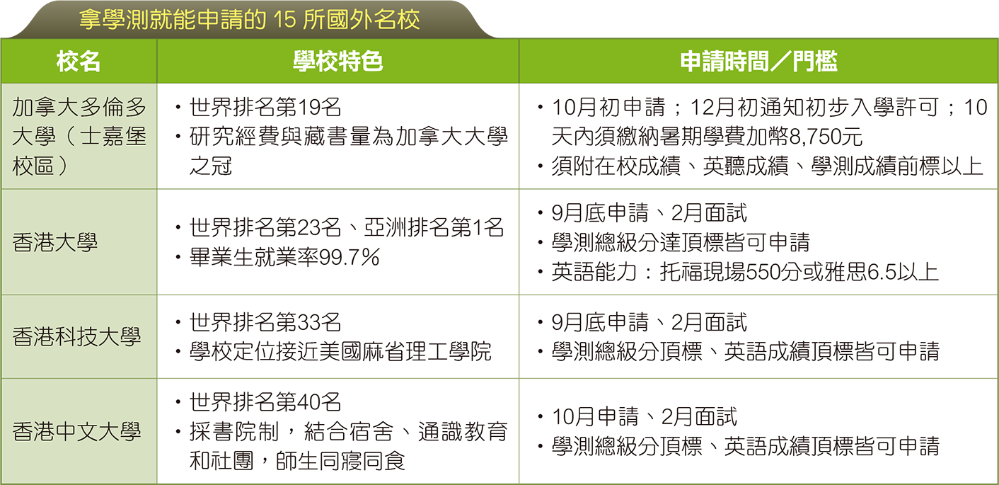 拿學測就能申請的 15 所國外名校
校名
學校特色
申請時間／門檻
加拿大多倫多
大學（士嘉堡
校區）
・世界排名第19名
・研究經費與藏書量為加拿大大學
之冠
・10月初申請；12月初通知初步入學許可；10
天內須繳納暑期學費加幣8,750元
・須附在校成績、英聽成績、學測成績前標以上
香港大學
・世界排名第23名、亞洲排名第1名
・畢業生就業率99.7％
・9月底申請、2月面試
・學測總級分達頂標皆可申請
・英語能力：托福現場550分或雅思6.5以上
香港科技大學
・世界排名第33名
・學校定位接近美國麻省理工學院
・9月底申請、2月面試
・學測總級分頂標、英語成績頂標皆可申請
香港中文大學
・世界排名第40名
・採書院制，結合宿舍、通識教育
和社團，師生同寢同食
・10月申請、2月面試
・學測總級分頂標、英語成績頂標皆可申請